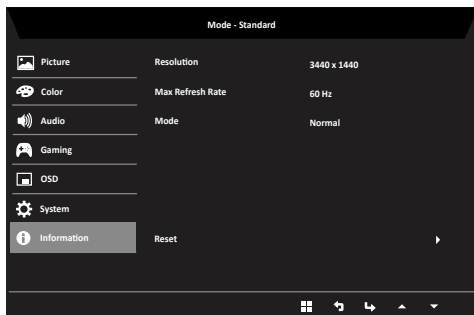 Mode - Standard
Picture
Resolution 3440 x 1440
Color
Max Refresh Rate 60 Hz
Audio
Mode Normal
Gaming
OSD
System
Information
Reset